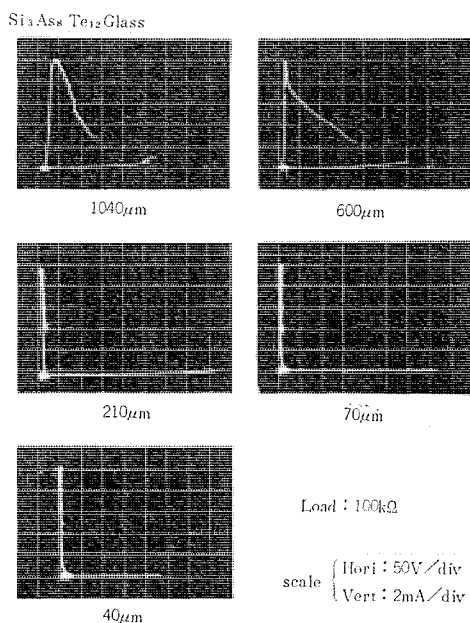 Si₃As₈Te₁₂Glass
1040μm
600μm
210μm
70μm
40μm
Load : 100kΩ
scale { Hori : 50V/div
Vert : 2mA/div